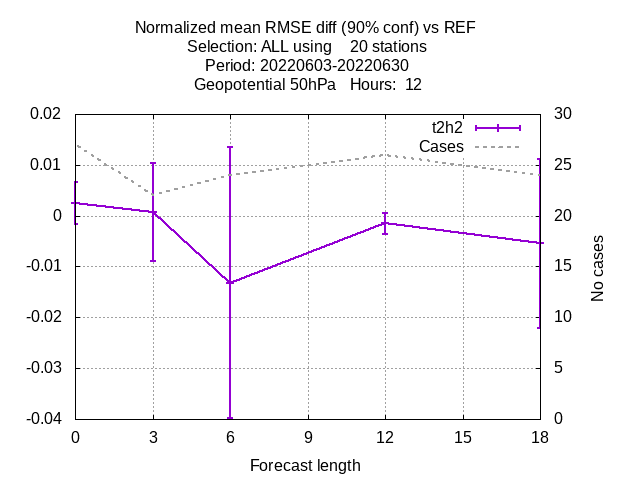 Normalized mean RMSE diff (90% conf) vs REF
Selection: ALL using    20 stations
Period: 20220603-20220630
Geopotential 50hPa   Hours:  12
0.02
0.01
0
-0.01
-0.02
-0.03
-0.04
t2h2
Cases
30
25
20
15
10
5
0
No cases
0 3 6 9 12 15 18
Forecast length